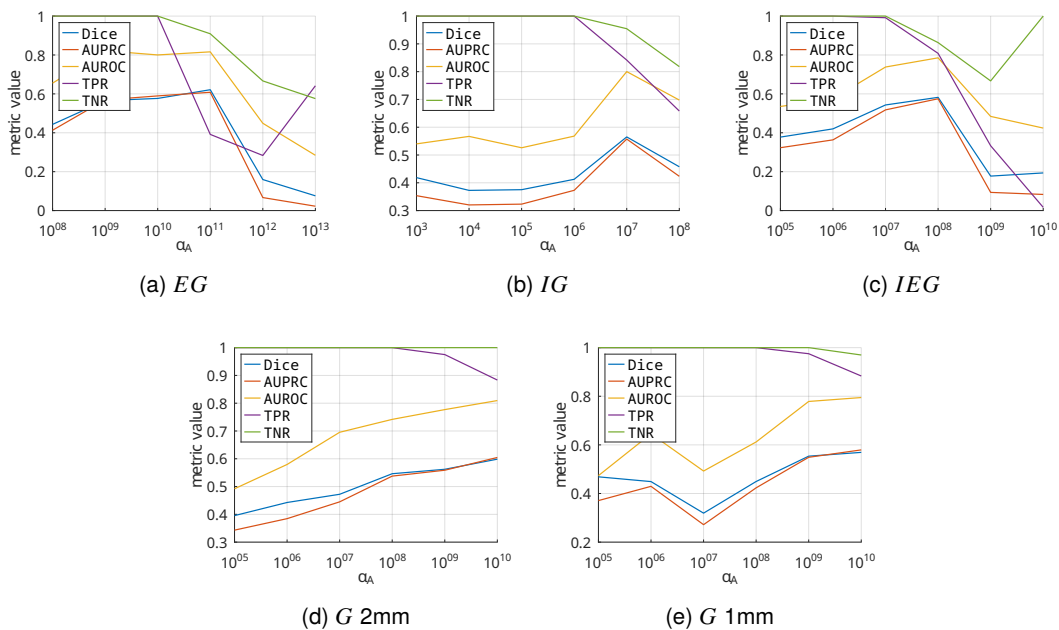 1
0.8
0.6
0.4
0.2
0
metric value
Dice
AUPRC
AUROC
TPR
TNR
10^08 10^09 10^10 10^11 10^12 10^13
α_A
(a) EG
1
0.9
0.8
0.7
0.6
0.5
0.4
0.3
metric value
Dice
AUPRC
AUROC
TPR
TNR
10^3 10^4 10^5 10^6 10^7 10^8
α_A
(b) IG
1
0.8
0.6
0.4
0.2
0
metric value
Dice
AUPRC
AUROC
TPR
TNR
10^05 10^06 10^07 10^08 10^09 10^10
α_A
(c) IEG
1
0.9
0.8
0.7
0.6
0.5
0.4
0.3
metric value
Dice
AUPRC
AUROC
TPR
TNR
10^05 10^06 10^07 10^08 10^09 10^10
α_A
(d) G 2mm
1
0.8
0.6
0.4
0.2
metric value
Dice
AUPRC
AUROC
TPR
TNR
10^05 10^06 10^07 10^08 10^09 10^10
α_A
(e) G 1mm